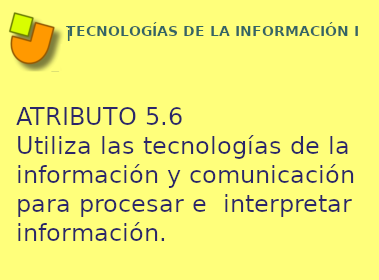 TECNOLOGÍAS DE LA INFORMACIÓN I
I
ATRIBUTO 5.6
Utiliza las tecnologías de la
información y comunicación
para procesar e interpretar
información.